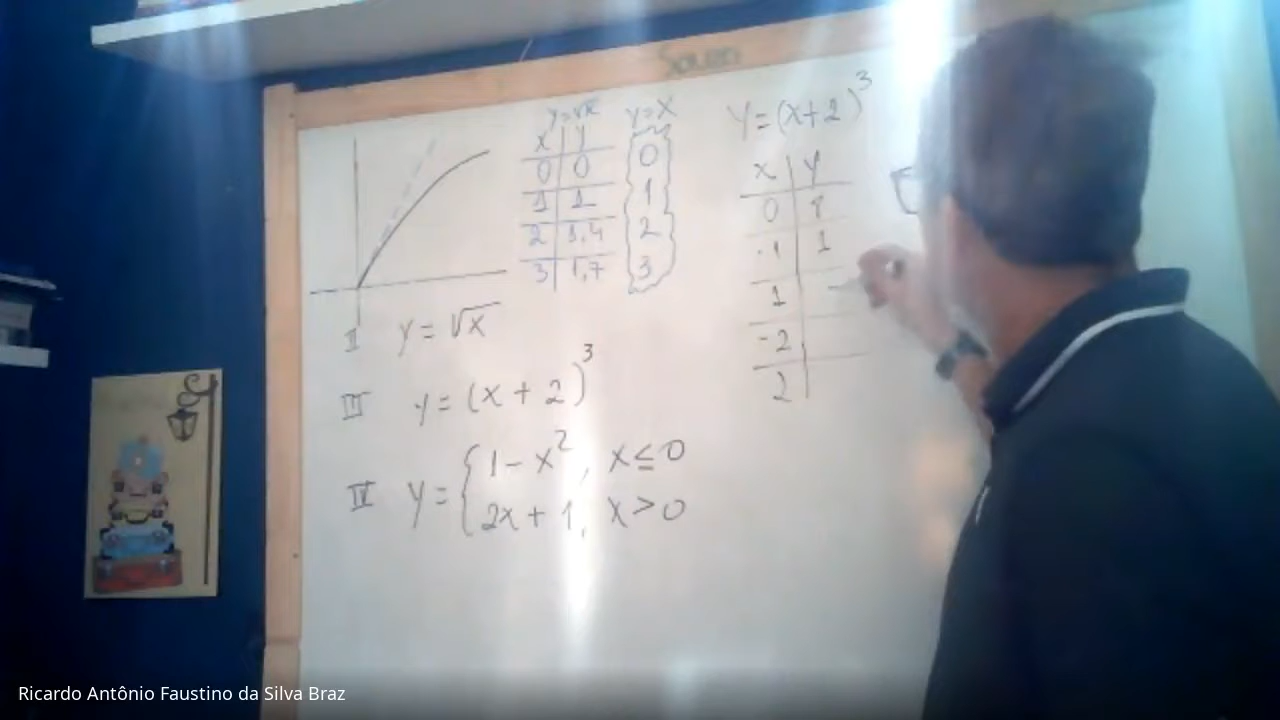 y=√x y=x
x y
0 0 0
1 1 1
2 1,4 2
3 1,7 3
II y = √x
III y = (x + 2)³
IV y = { 1 - x², x ≤ 0
2x + 1, x > 0
y = (x+2)³
x y
0 8
-1 1
1
-2
2
Ricardo Antônio Faustino da Silva Braz